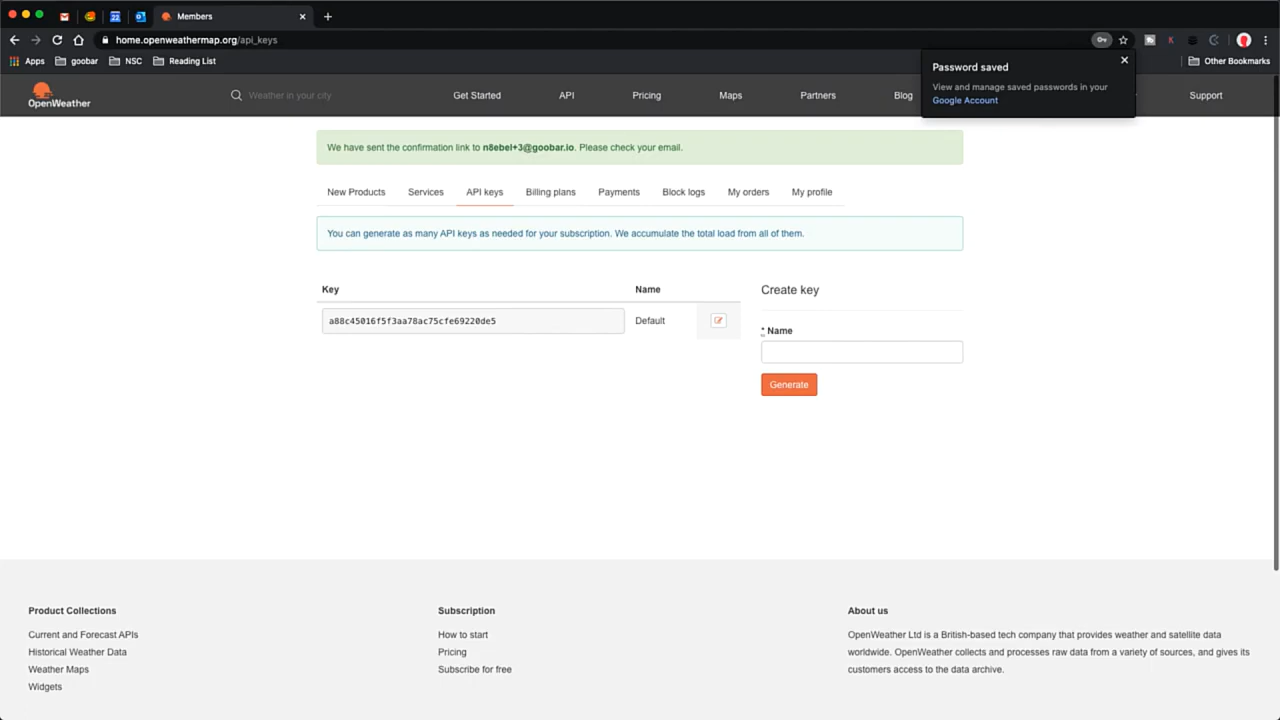 Members
home.openweathermap.org/api_keys
Apps
goobar
NSC
Reading List
Other Bookmarks
Password saved
View and manage saved passwords in your
Google Account
OpenWeather
Weather in your city
Get Started
API
Pricing
Maps
Partners
Blog
Support
We have sent the confirmation link to n8ebel+3@goobar.io. Please check your email.
New Products
Services
API keys
Billing plans
Payments
Block logs
My orders
My profile
You can generate as many API keys as needed for your subscription. We accumulate the total load from all of them.
Key
Name
Create key
a88c45016f5f3aa78ac75cfe69220de5
Default
* Name
Generate
Product Collections
Current and Forecast APIs
Historical Weather Data
Weather Maps
Widgets
Subscription
How to start
Pricing
Subscribe for free
About us
OpenWeather Ltd is a British-based tech company that provides weather and satellite data
worldwide. OpenWeather collects and processes raw data from a variety of sources, and gives its
customers access to the data archive.